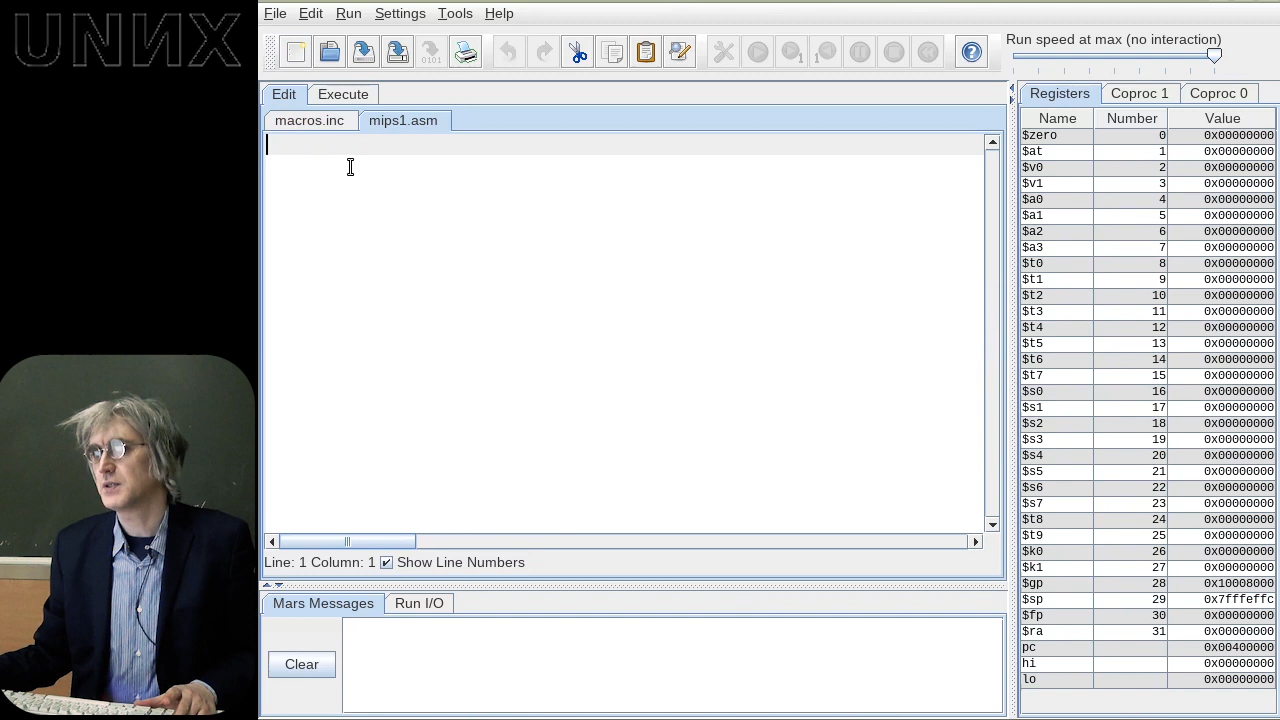 UNИX
File Edit Run Settings Tools Help
Run speed at max (no interaction)
Edit Execute
macros.inc mips1.asm
Line: 1 Column: 1 Show Line Numbers
Mars Messages Run I/O
Clear
Registers Coproc 1 Coproc 0
Name Number Value
$zero 0 0x00000000
$at 1 0x00000000
$v0 2 0x00000000
$v1 3 0x00000000
$a0 4 0x00000000
$a1 5 0x00000000
$a2 6 0x00000000
$a3 7 0x00000000
$t0 8 0x00000000
$t1 9 0x00000000
$t2 10 0x00000000
$t3 11 0x00000000
$t4 12 0x00000000
$t5 13 0x00000000
$t6 14 0x00000000
$t7 15 0x00000000
$s0 16 0x00000000
$s1 17 0x00000000
$s2 18 0x00000000
$s3 19 0x00000000
$s4 20 0x00000000
$s5 21 0x00000000
$s6 22 0x00000000
$s7 23 0x00000000
$t8 24 0x00000000
$t9 25 0x00000000
$k0 26 0x00000000
$k1 27 0x00000000
$gp 28 0x10008000
$sp 29 0x7fffeffc
$fp 30 0x00000000
$ra 31 0x00000000
pc 0x00400000
hi 0x00000000
lo 0x00000000